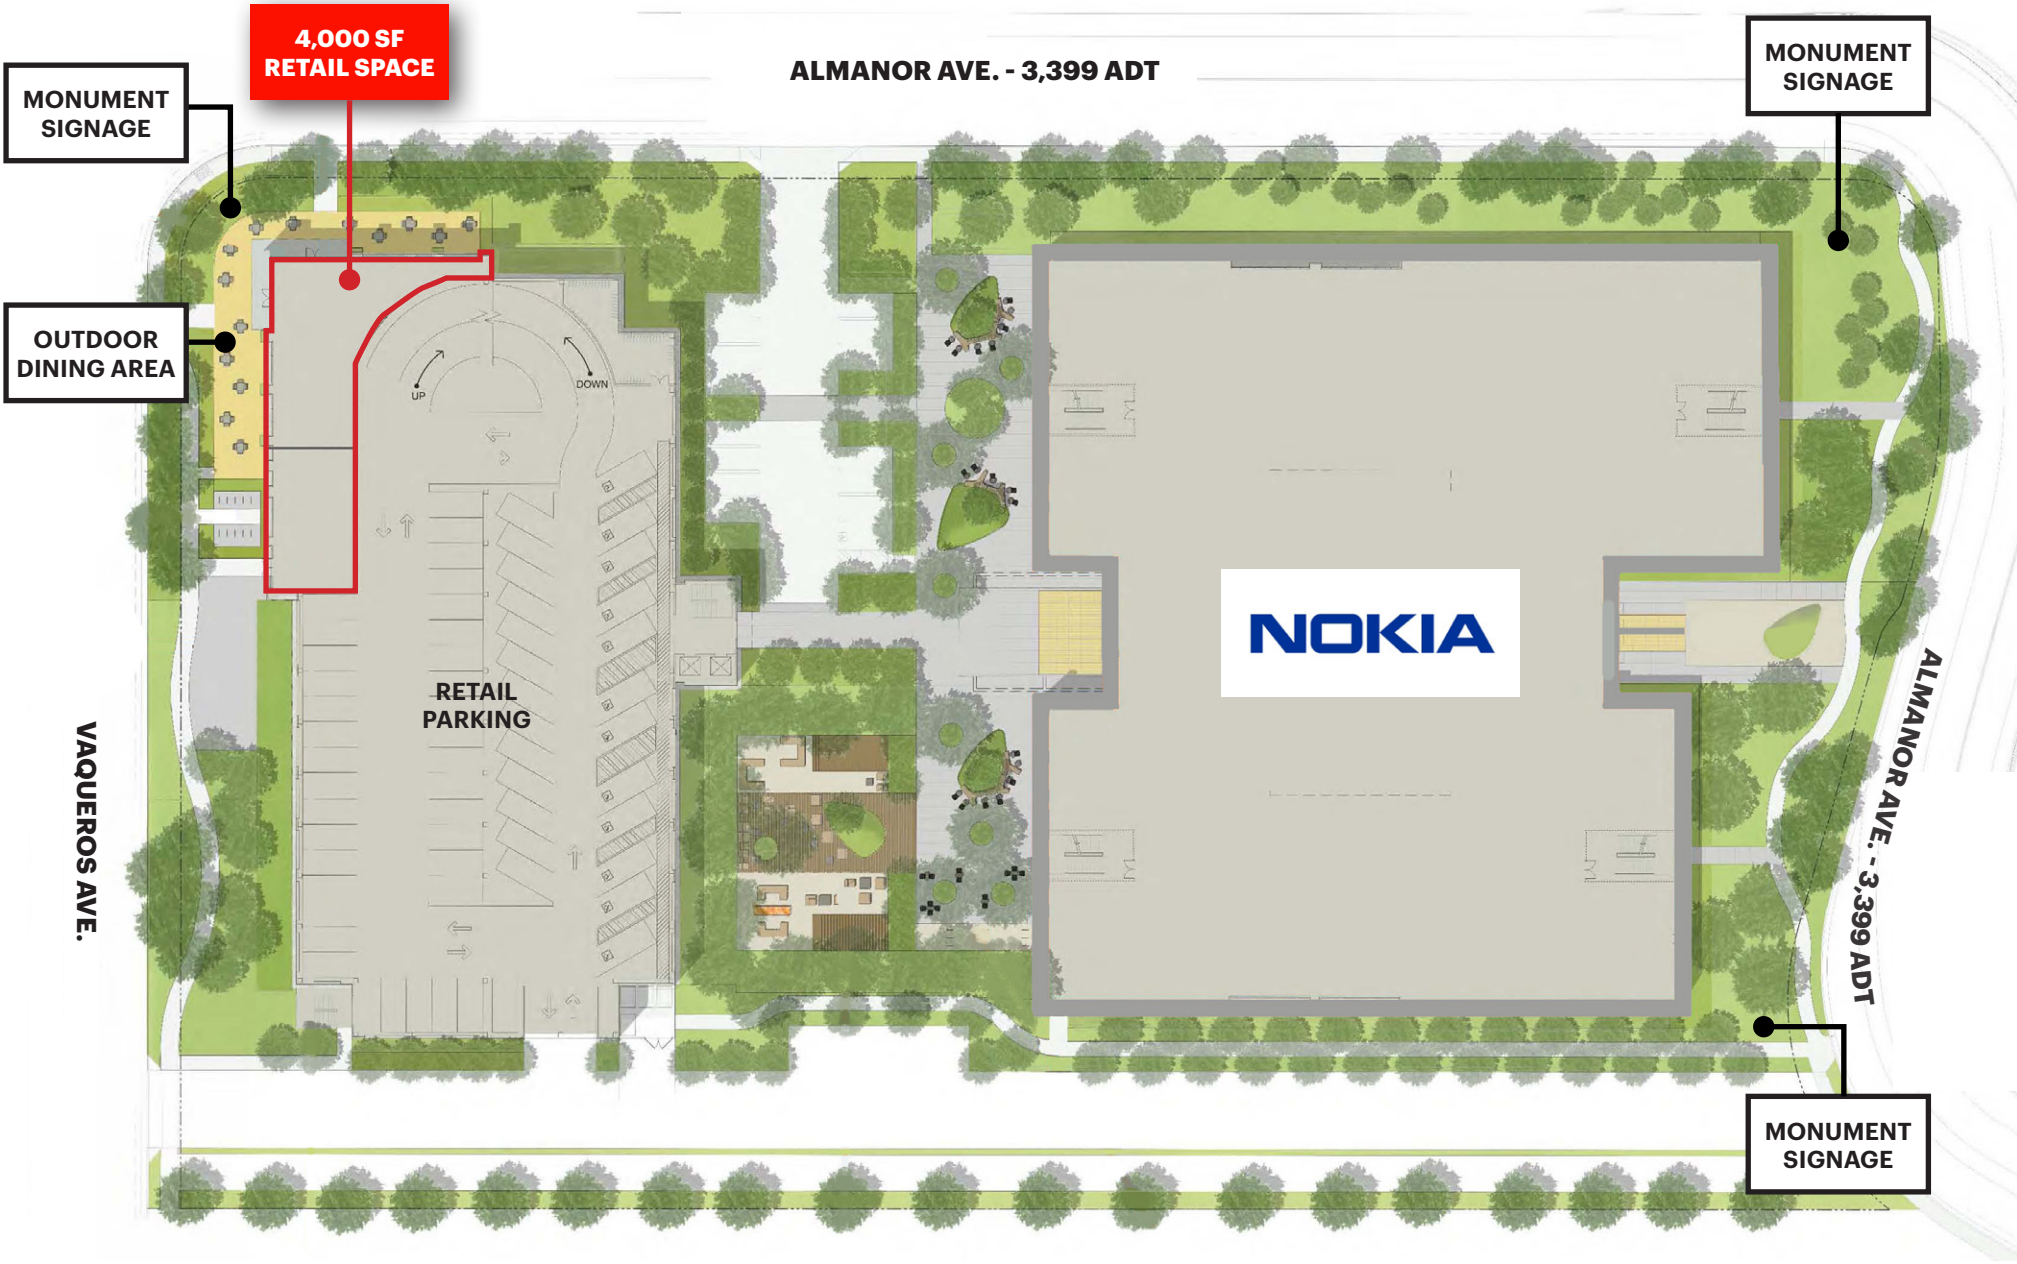 4,000 SF
RETAIL SPACE
MONUMENT
SIGNAGE
ALMANOR AVE. - 3,399 ADT
MONUMENT
SIGNAGE
OUTDOOR
DINING AREA
UP
DOWN
NOKIA
RETAIL
PARKING
VAQUEROS AVE.
ALMANOR AVE. - 3,399 ADT
MONUMENT
SIGNAGE